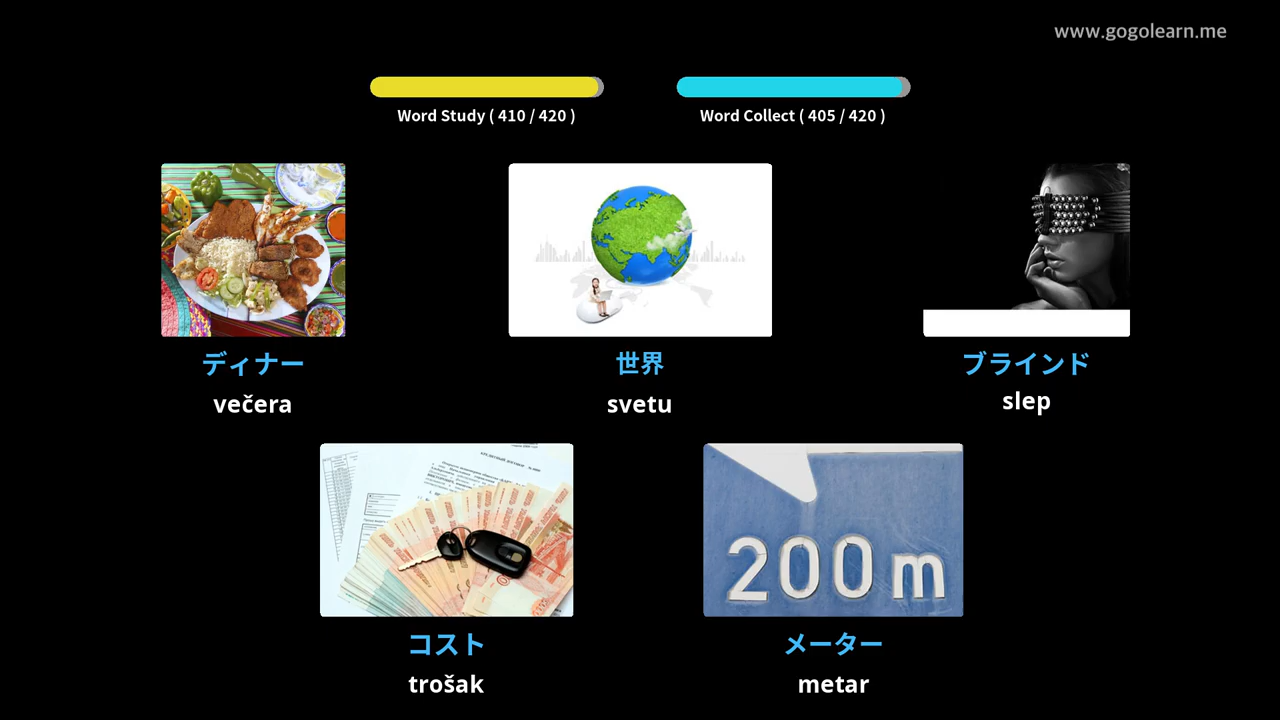 www.gogolearn.me
Word Study ( 410 / 420 )
Word Collect ( 405 / 420 )
ディナー
večera
世界
svetu
ブラインド
slep
200 m
コスト
trošak
メーター
metar